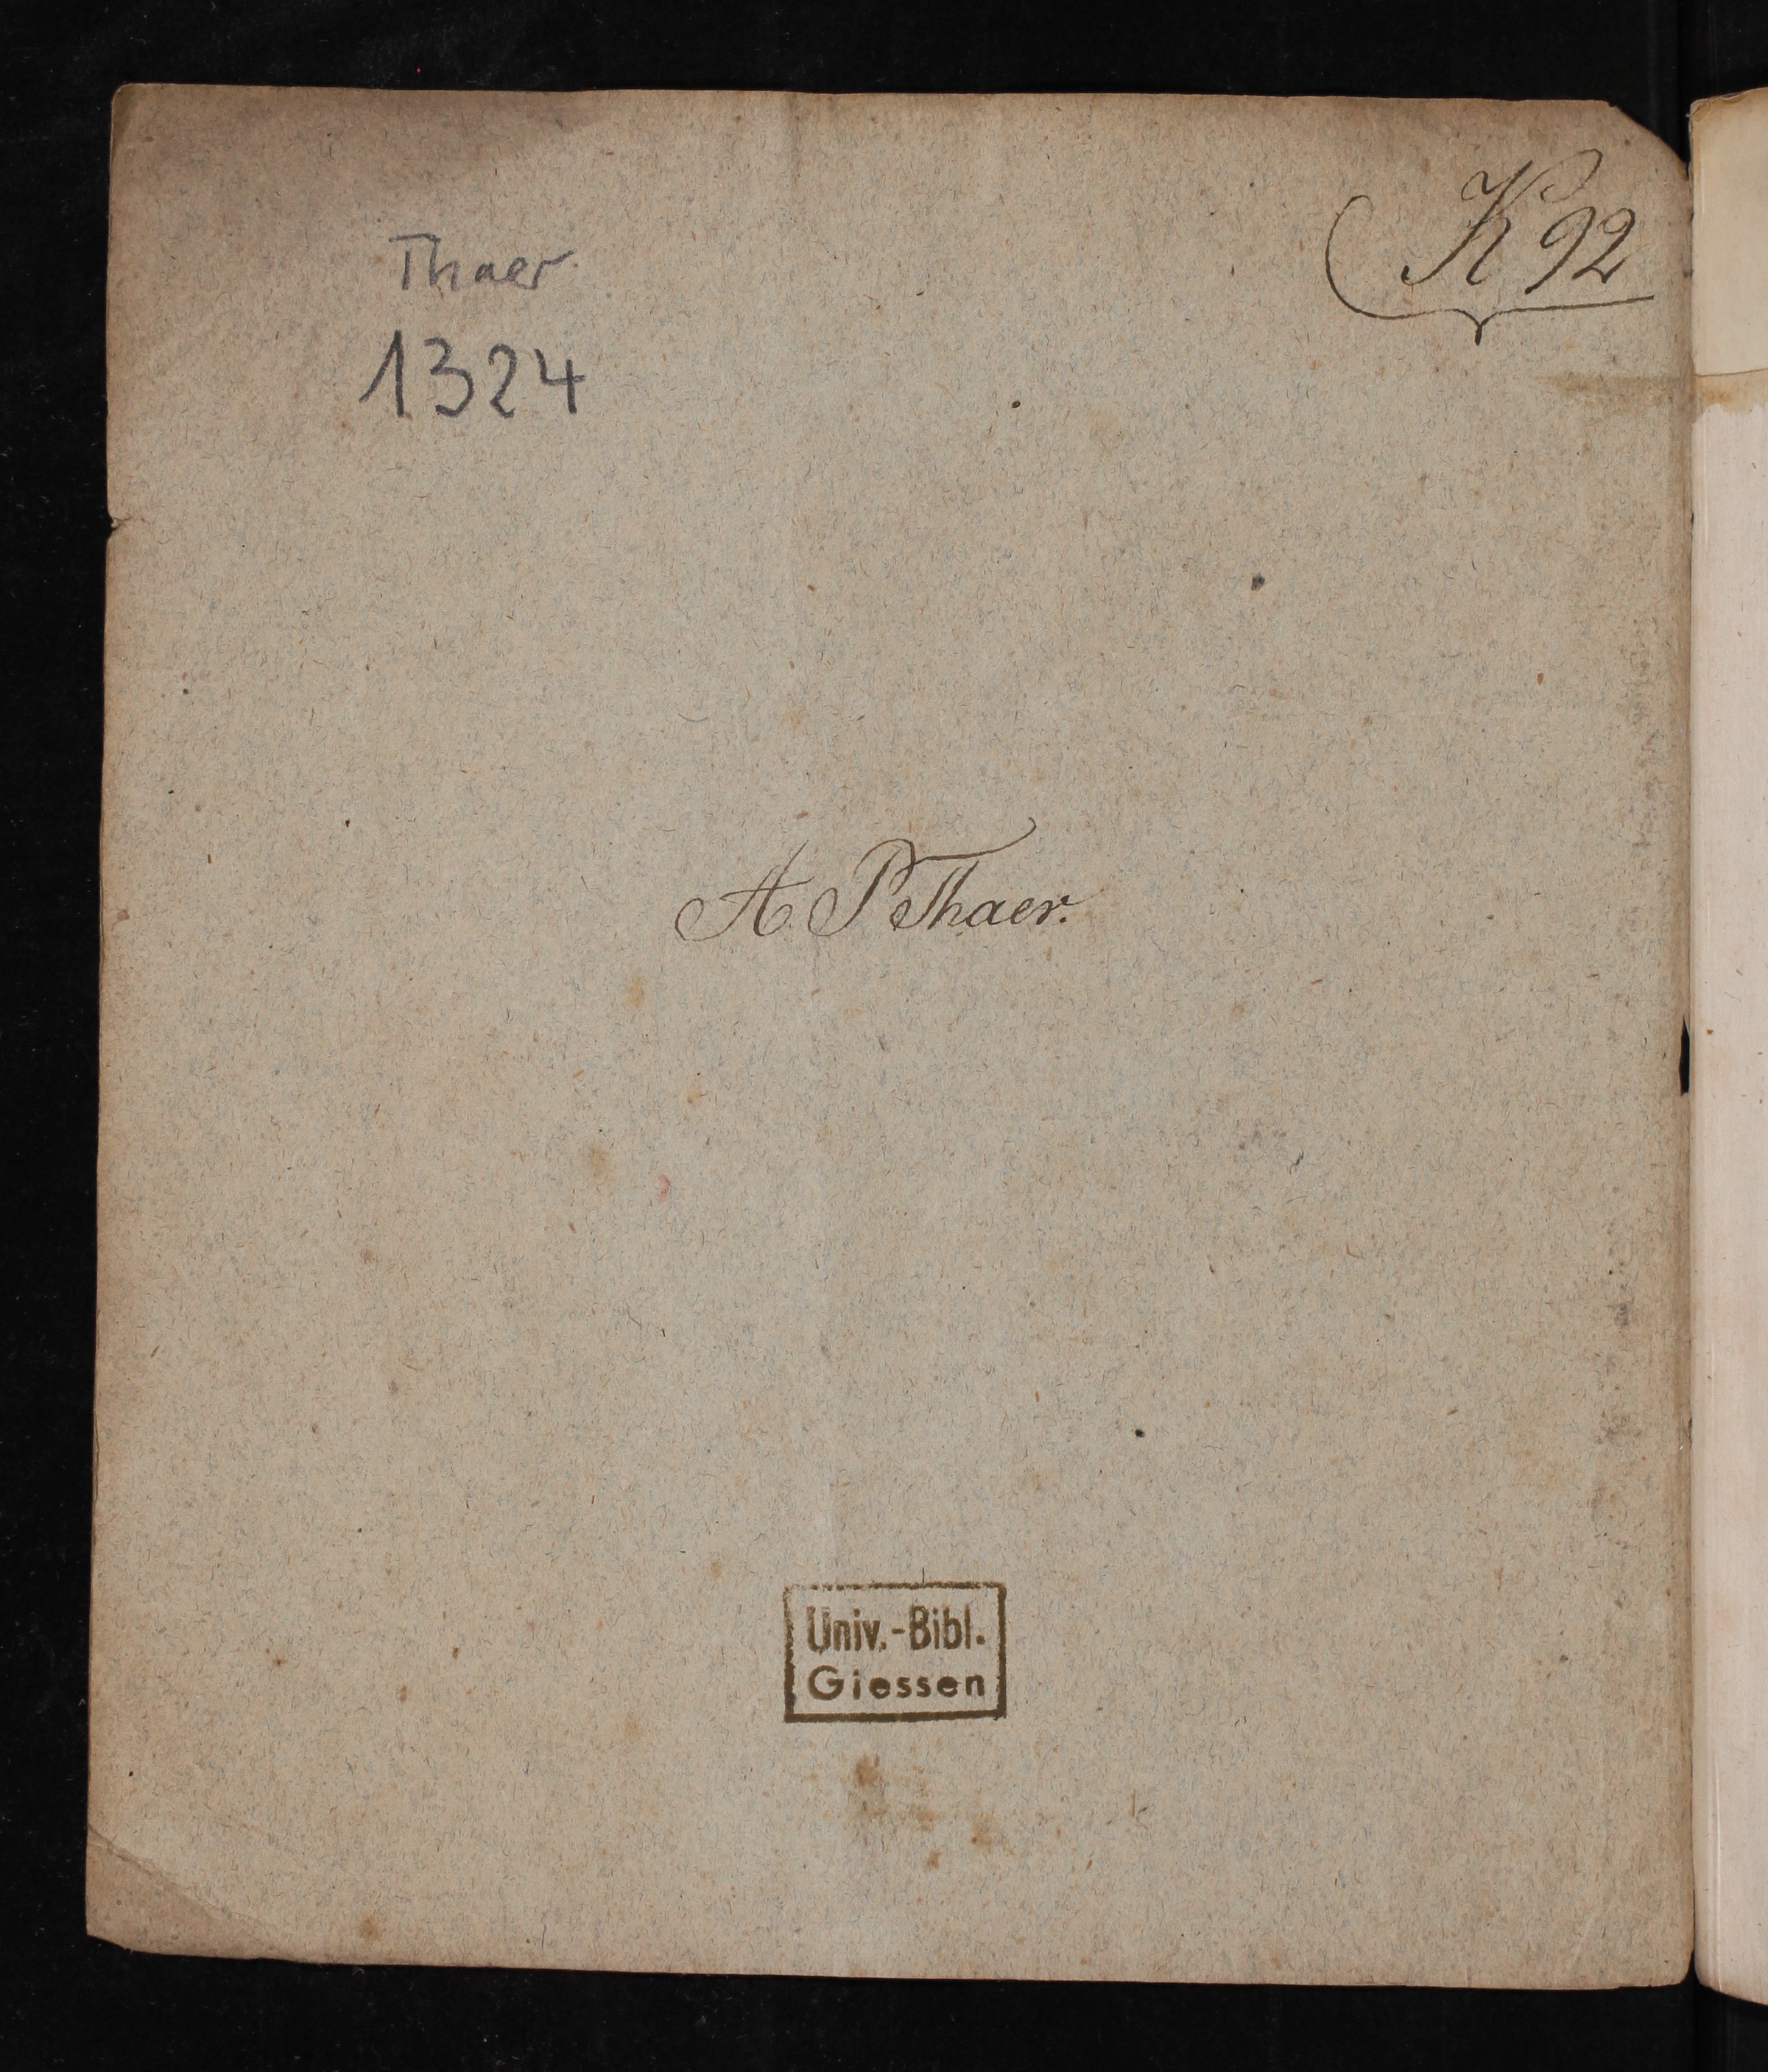 K 92
Thaer
1324
A. P Thaer.
Univ.-Bibl.
Giessen